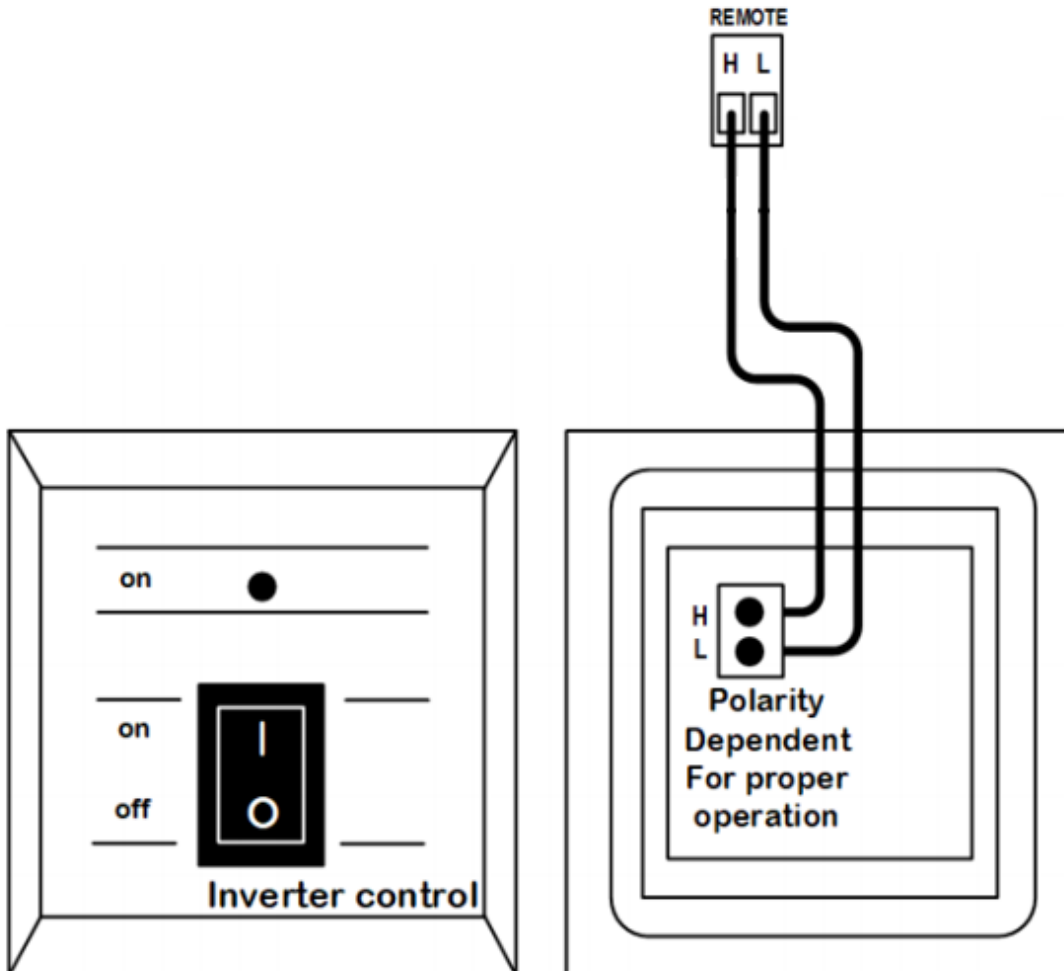 REMOTE
H L
on
on
off
I
O
Inverter control
H
L
Polarity
Dependent
For proper
operation